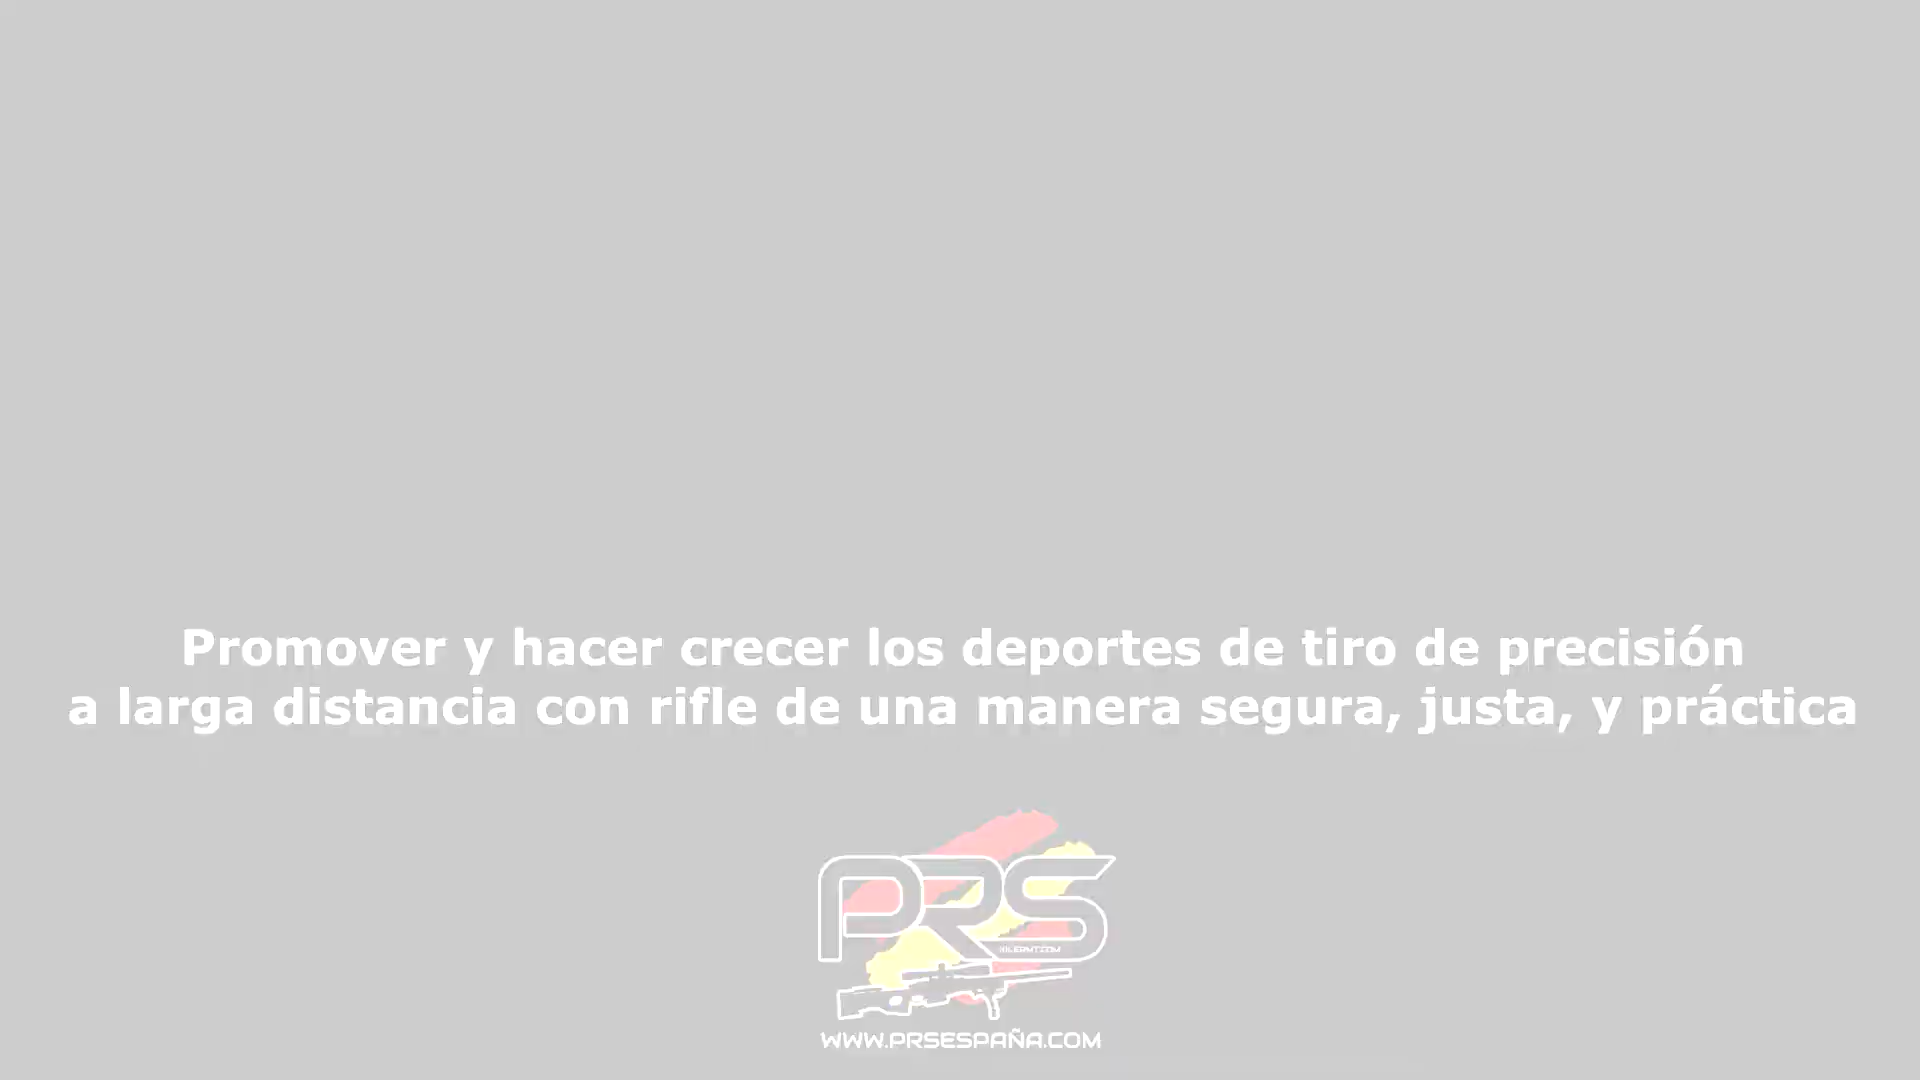 Promover y hacer crecer los deportes de tiro de precisión
a larga distancia con rifle de una manera segura, justa, y práctica
PRS
WWW.PRSESPAÑA.COM